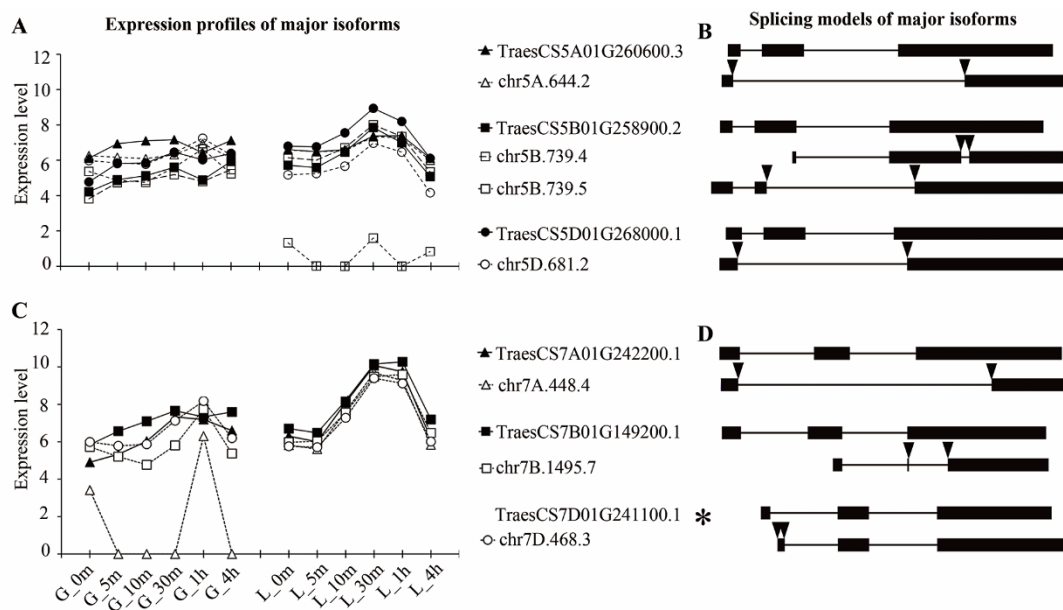 A
Expression profiles of major isoforms
Splicing models of major isoforms
B
Expression level
12
10
8
6
4
2
0
TraesCS5A01G260600.3
chr5A.644.2
TraesCS5B01G258900.2
chr5B.739.4
chr5B.739.5
TraesCS5D01G268000.1
chr5D.681.2
C
D
Expression level
12
10
8
6
4
2
0
TraesCS7A01G242200.1
chr7A.448.4
TraesCS7B01G149200.1
chr7B.1495.7
TraesCS7D01G241100.1 *
chr7D.468.3
G_0m
G_5m
G_10m
G_30m
G_1h
G_4h
L_0m
L_5m
L_10m
L_30m
L_1h
L_4h